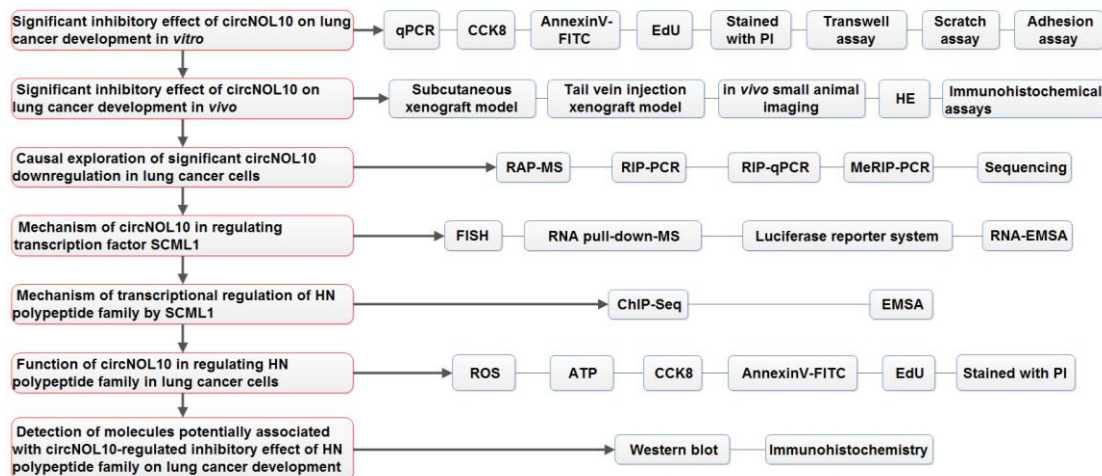 Significant inhibitory effect of circNOL10 on lung
cancer development in vitro
qPCR
CCK8
AnnexinV-
FITC
EdU
Stained
with PI
Transwell
assay
Scratch
assay
Adhesion
assay
Significant inhibitory effect of circNOL10 on
lung cancer development in vivo
Subcutaneous
xenograft model
Tail vein injection
xenograft model
in vivo small animal
imaging
HE
Immunohistochemical
assays
Causal exploration of significant circNOL10
downregulation in lung cancer cells
RAP-MS
RIP-PCR
RIP-qPCR
MeRIP-PCR
Sequencing
Mechanism of circNOL10 in regulating
transcription factor SCML1
FISH
RNA pull-down-MS
Luciferase reporter system
RNA-EMSA
Mechanism of transcriptional regulation of HN
polypeptide family by SCML1
ChIP-Seq
EMSA
Function of circNOL10 in regulating HN
polypeptide family in lung cancer cells
ROS
ATP
CCK8
AnnexinV-FITC
EdU
Stained with PI
Detection of molecules potentially associated
with circNOL10-regulated inhibitory effect of HN
polypeptide family on lung cancer development
Western blot
Immunohistochemistry